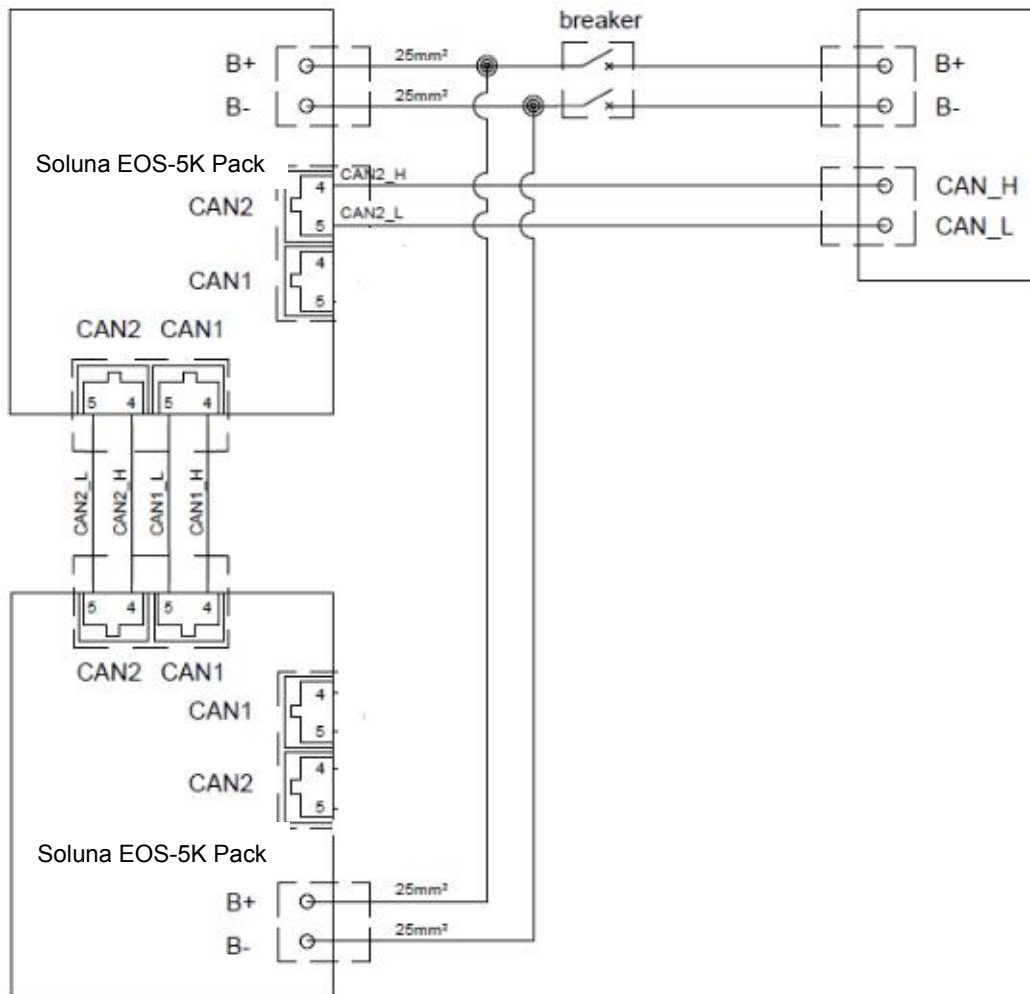 breaker
B+ 25mm² B+
B- 25mm² B-
Soluna EOS-5K Pack
CAN2 4 CAN2_H CAN_H
5 CAN2_L CAN_L
CAN1 4
5
CAN2 CAN1
5 4 5 4
CAN2_L CAN2_H CAN1_L CAN1_H
5 4 5 4
CAN2 CAN1
CAN1 4
5
CAN2 4
5
Soluna EOS-5K Pack
B+ 25mm²
B- 25mm²